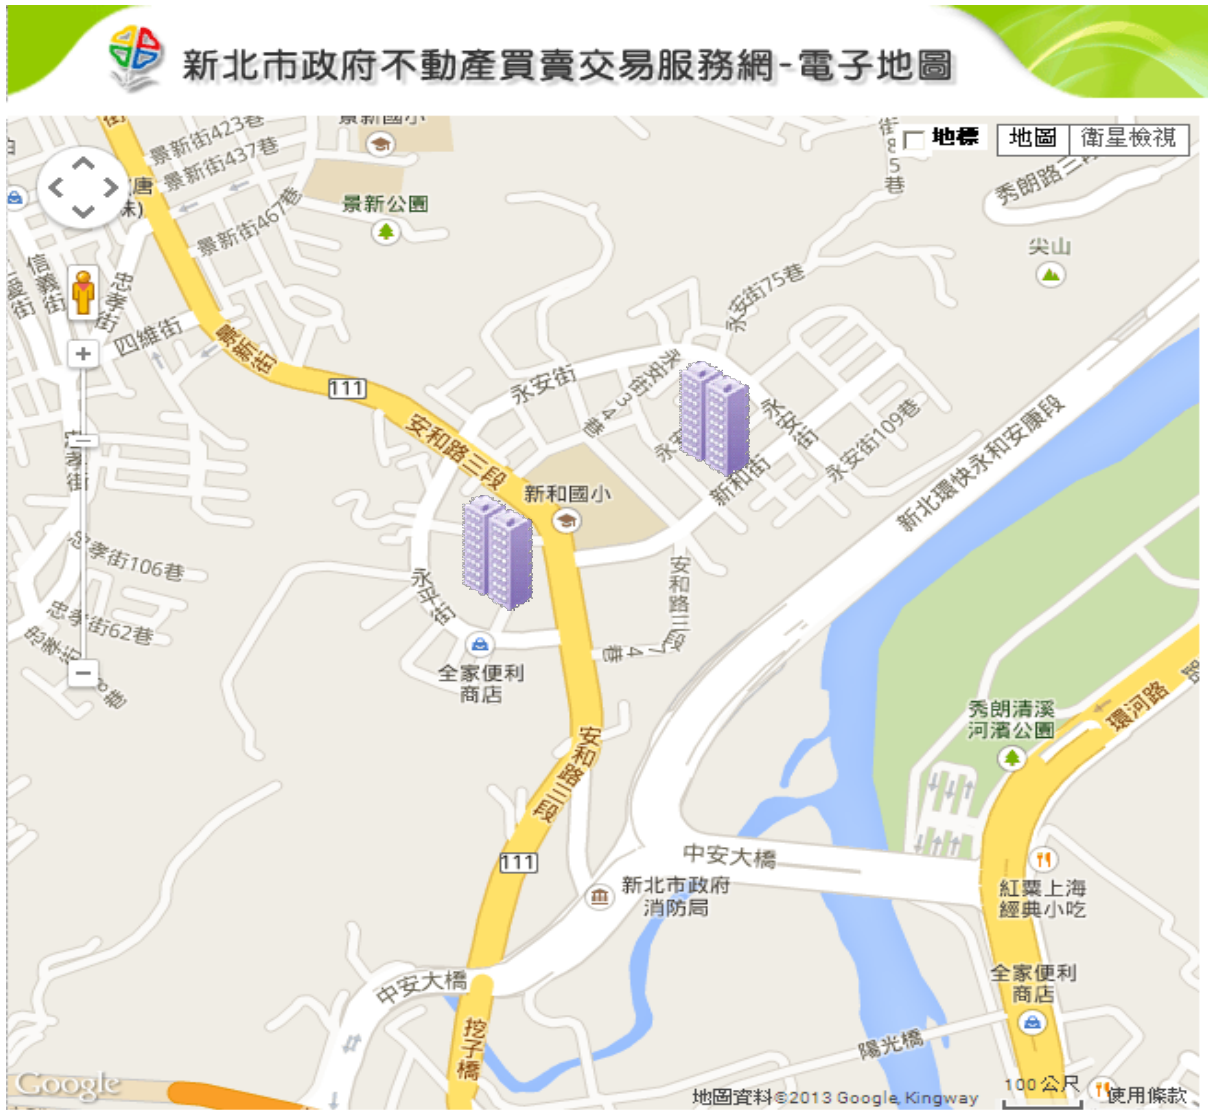 新北市政府不動產買賣交易服務網-電子地圖
景新街423巷
景新國小
街85巷
地標
地圖
衛星檢視
景新街437巷
秀朗路三段
景新公園
景新街467巷
尖山
信義街
忠孝街
永安街75巷
四維街
景新街
111
永安街
永安街34巷
永安街
安和路三段
永安街109巷
新北環快永和安康段
忠孝街
新和國小
新和街
忠孝街106巷
永平街
安和路三段
74巷
忠孝街62巷
全家便利
商店
環河路
秀朗清溪
河濱公園
安和路三段
111
中安大橋
新北市政府
消防局
紅粟上海
經典小吃
中安大橋
全家便利
商店
挖子橋
陽光橋
Google
100 公尺
地圖資料©2013 Google, Kingway
使用條款